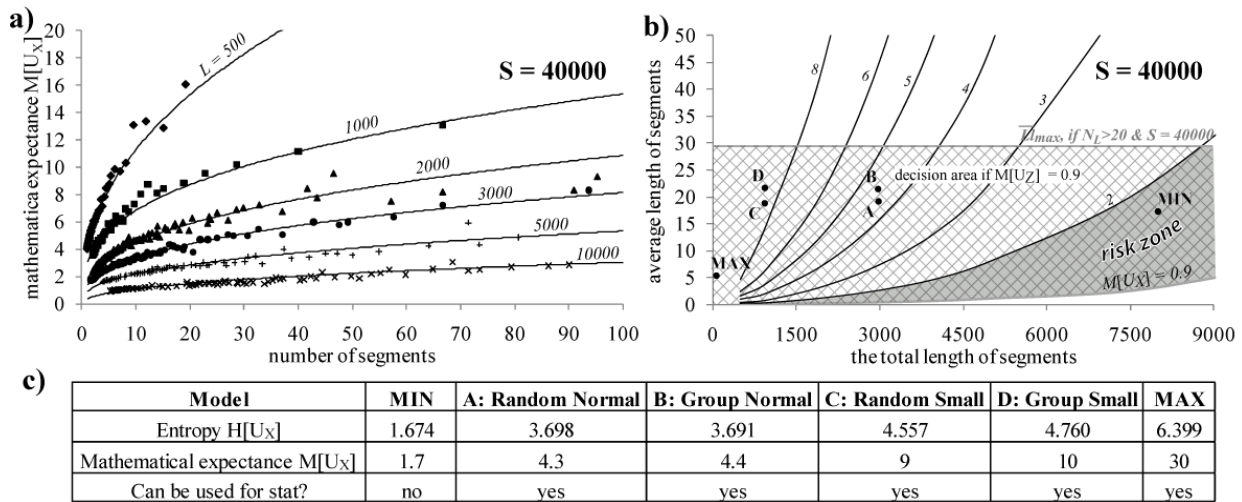 a)
20
18
16
14
12
10
8
6
4
2
0
mathematica expectance M[UX]
L = 500
1000
2000
3000
5000
10000
S = 40000
0 10 20 30 40 50 60 70 80 90 100
number of segments
b)
50
45
40
35
30
25
20
15
10
5
0
average length of segments
8
6
5
4
3
2
S = 40000
Llmax, if NL>20 & S = 40000
decision area if M[UZ] = 0.9
D
C
B
A
MIN
MAX
risk zone
M[UX] = 0.9
0 1500 3000 4500 6000 7500 9000
the total length of segments
c)
Model MIN A: Random Normal B: Group Normal C: Random Small D: Group Small MAX
Entropy H[UX] 1.674 3.698 3.691 4.557 4.760 6.399
Mathematical expectance M[UX] 1.7 4.3 4.4 9 10 30
Can be used for stat? no yes yes yes yes yes